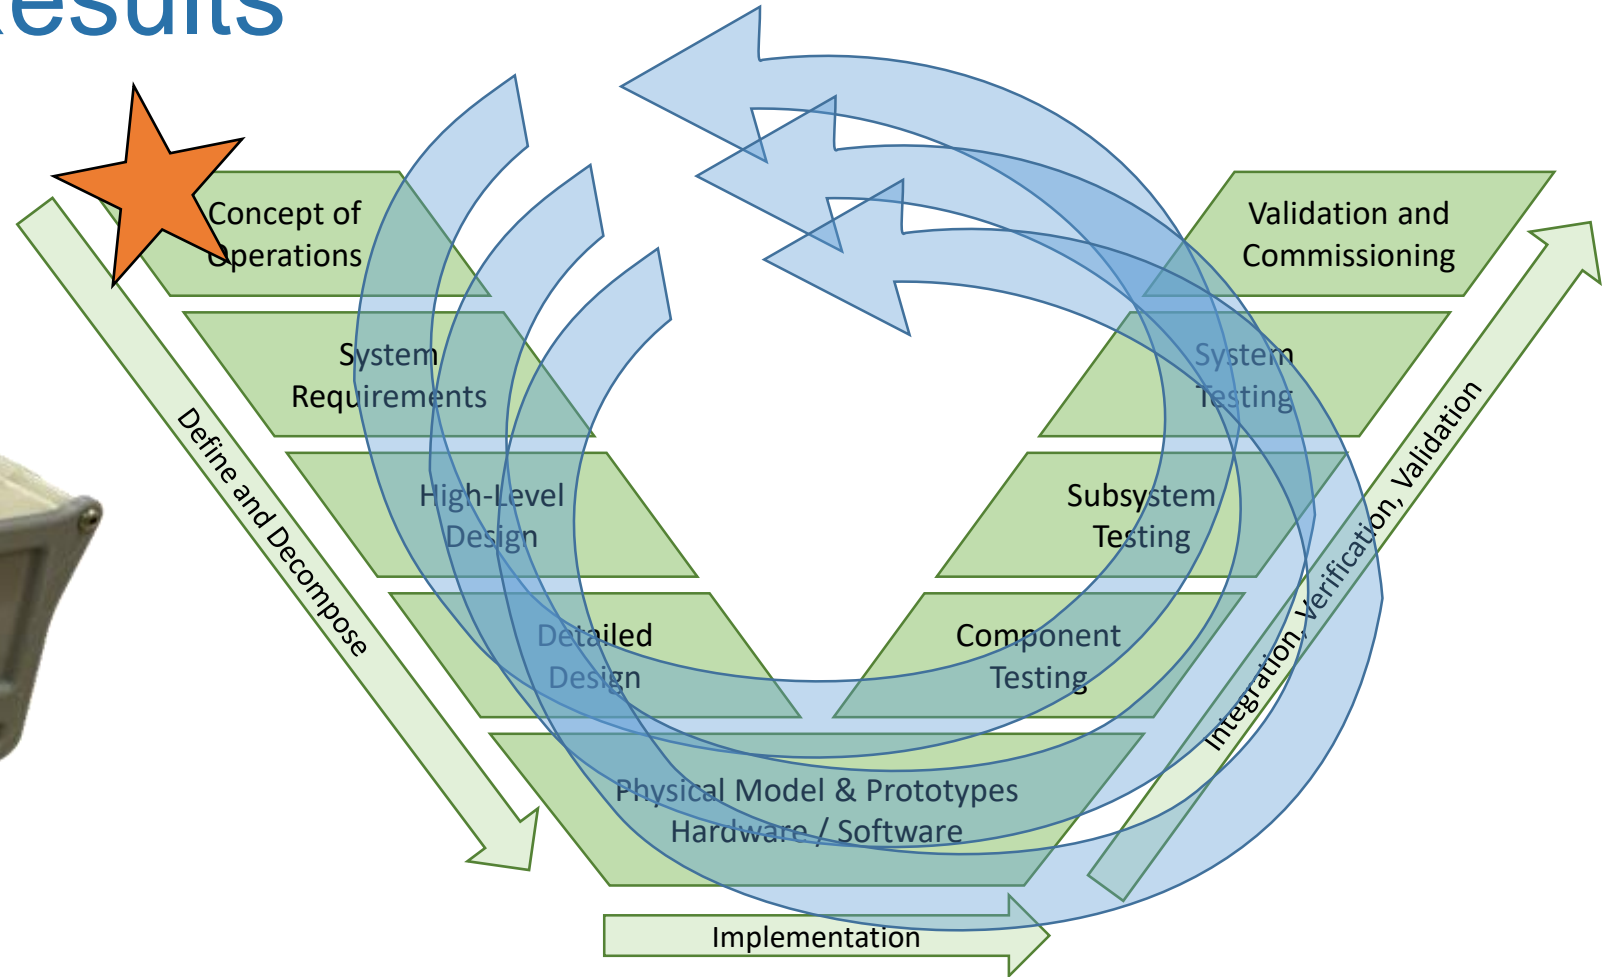 Results
Concept of
Operations
System
Requirements
High-Level
Design
Detailed
Design
Physical Model & Prototypes
Hardware / Software
Component
Testing
Subsystem
Testing
System
Testing
Validation and
Commissioning
Define and Decompose
Implementation
Integration, Verification, Validation